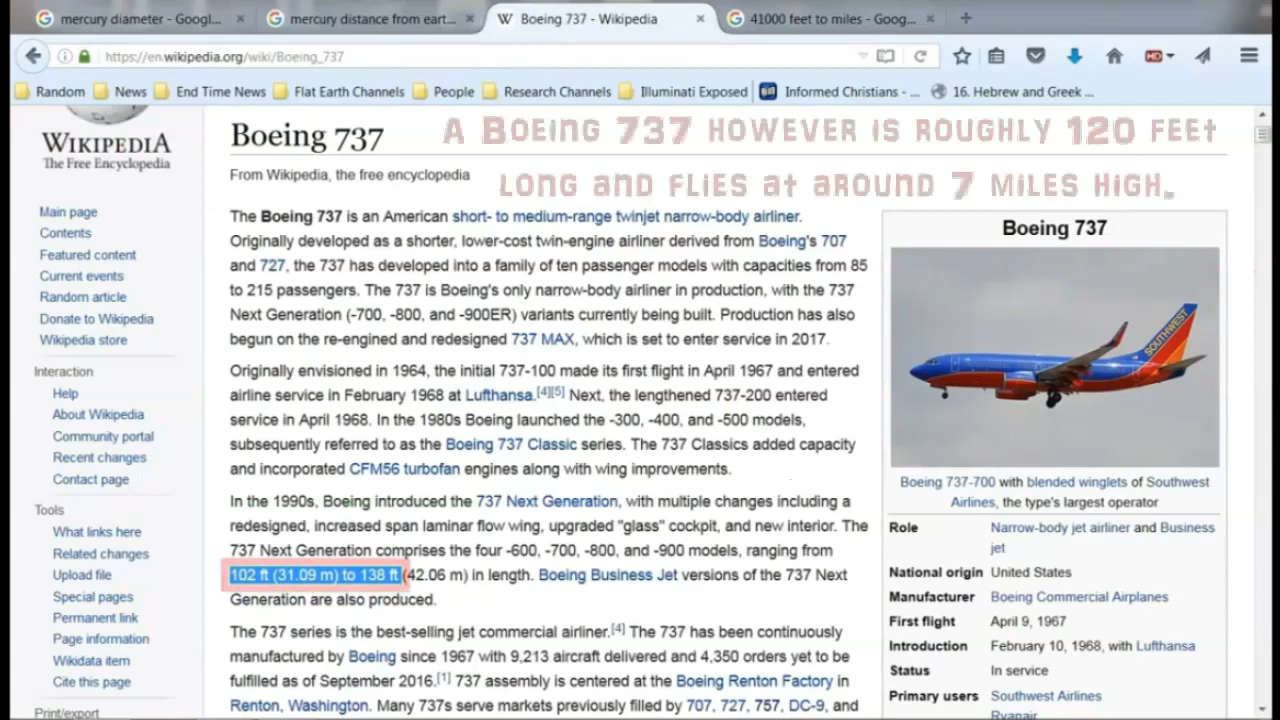 mercury diameter - Googl...
mercury distance from eart...
Boeing 737 - Wikipedia
41000 feet to miles - Goog...
https://en.wikipedia.org/wiki/Boeing_737
HD
Random
News
End Time News
Flat Earth Channels
People
Research Channels
Illuminati Exposed
Informed Christians - ...
16. Hebrew and Greek ...
WIKIPEDIA
The Free Encyclopedia
Main page
Contents
Featured content
Current events
Random article
Donate to Wikipedia
Wikipedia store
Interaction
Help
About Wikipedia
Community portal
Recent changes
Contact page
Tools
What links here
Related changes
Upload file
Special pages
Permanent link
Page information
Wikidata item
Cite this page
Print/export
Boeing 737
A BOEING 737 HOWEVER IS ROUGHLY 120 FEET
LONG AND FLIES AT AROUND 7 MILES HIGH.
From Wikipedia, the free encyclopedia
The Boeing 737 is an American short- to medium-range twinjet narrow-body airliner.
Originally developed as a shorter, lower-cost twin-engine airliner derived from Boeing's 707
and 727, the 737 has developed into a family of ten passenger models with capacities from 85
to 215 passengers. The 737 is Boeing's only narrow-body airliner in production, with the 737
Next Generation (-700, -800, and -900ER) variants currently being built. Production has also
begun on the re-engined and redesigned 737 MAX, which is set to enter service in 2017.
Originally envisioned in 1964, the initial 737-100 made its first flight in April 1967 and entered
airline service in February 1968 at Lufthansa.[4][5] Next, the lengthened 737-200 entered
service in April 1968. In the 1980s Boeing launched the -300, -400, and -500 models,
subsequently referred to as the Boeing 737 Classic series. The 737 Classics added capacity
and incorporated CFM56 turbofan engines along with wing improvements.
In the 1990s, Boeing introduced the 737 Next Generation, with multiple changes including a
redesigned, increased span laminar flow wing, upgraded "glass" cockpit, and new interior. The
737 Next Generation comprises the four -600, -700, -800, and -900 models, ranging from
102 ft (31.09 m) to 138 ft (42.06 m) in length. Boeing Business Jet versions of the 737 Next
Generation are also produced.
The 737 series is the best-selling jet commercial airliner.[4] The 737 has been continuously
manufactured by Boeing since 1967 with 9,213 aircraft delivered and 4,350 orders yet to be
fulfilled as of September 2016.[1] 737 assembly is centered at the Boeing Renton Factory in
Renton, Washington. Many 737s serve markets previously filled by 707, 727, 757, DC-9, and
Boeing 737
SOUTHWEST
Boeing 737-700 with blended winglets of Southwest
Airlines, the type's largest operator
Role Narrow-body jet airliner and Business
jet
National origin United States
Manufacturer Boeing Commercial Airplanes
First flight April 9, 1967
Introduction February 10, 1968, with Lufthansa
Status In service
Primary users Southwest Airlines
Ryanair